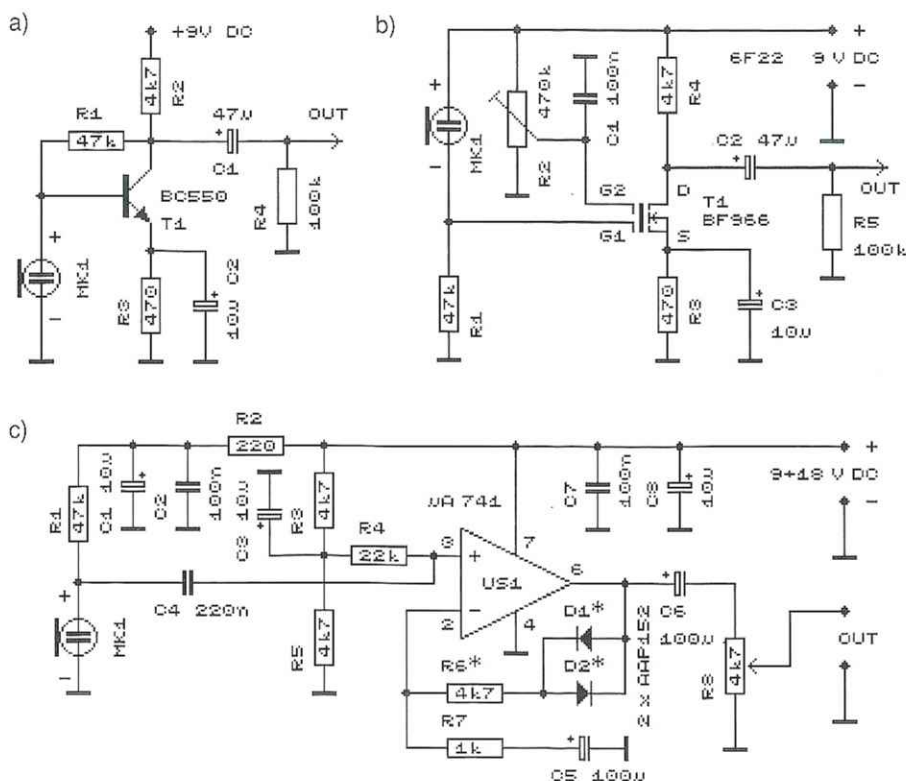 a)
+9V DC
4k7
R2
R1
47k
47u
OUT
C1
BC550
T1
R4
100k
+
MK1
-
R3
470
10u C2
b)
+
6F22 9 V DC
-
+
MK1
-
470k
R2
C1 100n
4k7
R4
C2 47u
OUT
G2
D
T1
BF966
G1
S
R5
100k
47k
R1
470
R3
C3
10u
c)
R2
220
+
9÷18 V DC
-
R1
47k
C1 10u
C2 100n
C3 10u
R3
4k7
uA 741
C7 100n
C8 10u
R4
22k
3
+
7
US1
6
-
2
4
+
MK1
-
C4 220n
R5
4k7
D1*
D2*
2 x AAP152
C6
100u
R8
4k7
OUT
R6*
4k7
R7
1k
C5 100u